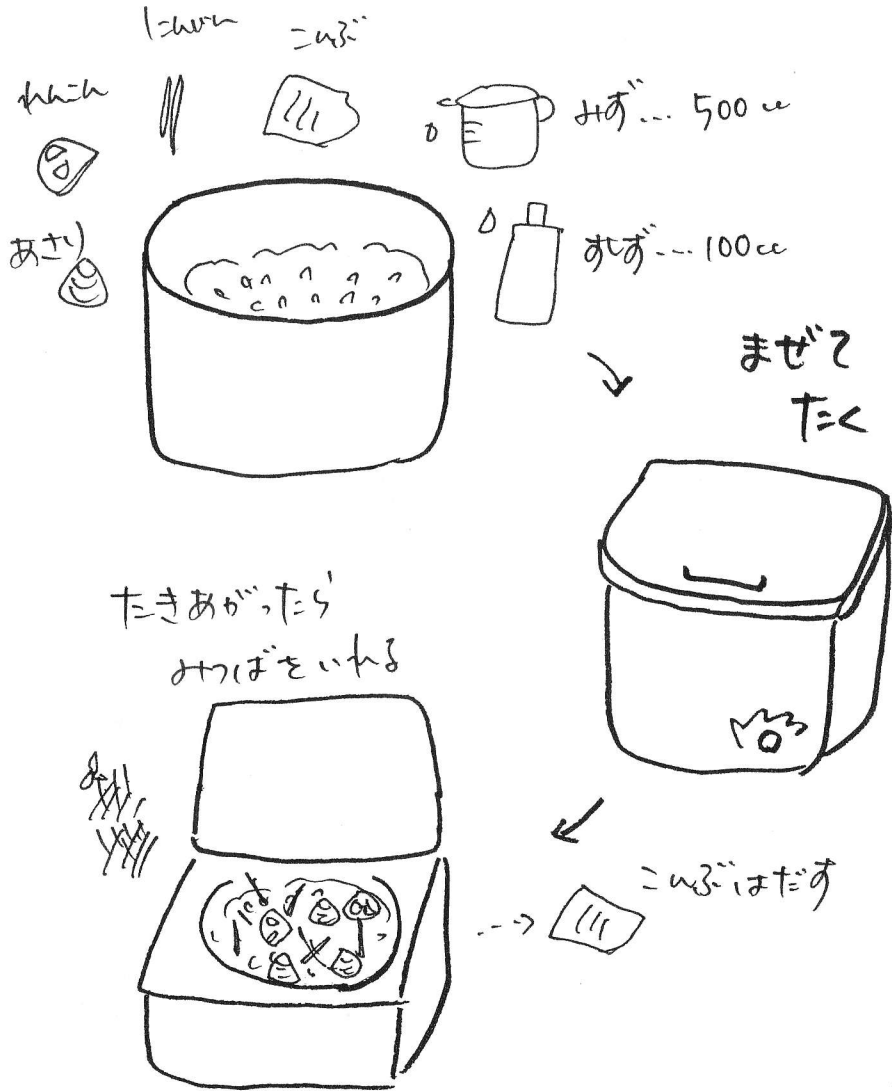 にんじん
こんぶ
れんこん
みず… 500cc
あさり
すしず… 100cc
まぜて
たく
たきあがったら
みつばをいれる
こんぶはだす